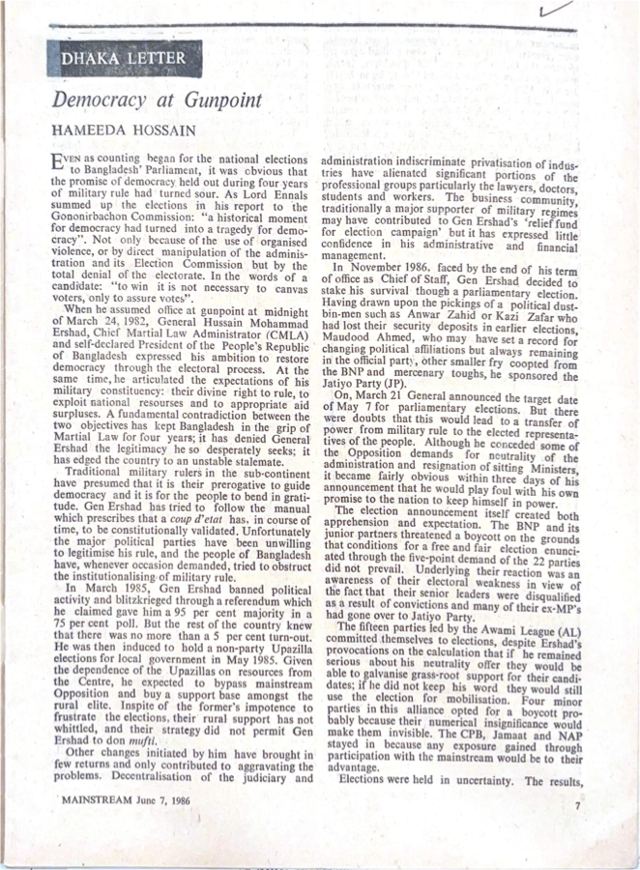 DHAKA LETTER
Democracy at Gunpoint
HAMEEDA HOSSAIN
EVEN as counting began for the national elections
to Bangladesh' Parliament, it was obvious that
the promise of democracy held out during four years
of military rule had turned sour. As Lord Ennals
summed up the elections in his report to the
Gononirbachon Commission: "a historical moment
for democracy had turned into a tragedy for demo-
cracy". Not only because of the use of organised
violence, or by direct manipulation of the adminis-
tration and its Election Commission but by the
total denial of the electorate. In the words of a
candidate: "to win it is not necessary to canvas
voters, only to assure votes".
When he assumed office at gunpoint at midnight
of March 24, 1982, General Hussain Mohammad
Ershad, Chief Martial Law Administrator (CMLA)
and self-declared President of the People's Republic
of Bangladesh expressed his ambition to restore
democracy through the electoral process. At the
same time, he articulated the expectations of his
military constituency: their divine right to rule, to
exploit national resourses and to appropriate aid
surpluses. A fundamental contradiction between the
two objectives has kept Bangladesh in the grip of
Martial Law for four years; it has denied General
Ershad the legitimacy he so desperately seeks; it
has edged the country to an unstable stalemate.
Traditional military rulers in the sub-continent
have presumed that it is their prerogative to guide
democracy and it is for the people to bend in grati-
tude. Gen Ershad has tried to follow the manual
which prescribes that a coup d'etat has, in course of
time, to be constitutionally validated. Unfortunately
the major political parties have been unwilling
to legitimise his rule, and the people of Bangladesh
have, whenever occasion demanded, tried to obstruct
the institutionalising of military rule.
In March 1985, Gen Ershad banned political
activity and blitzkrieged through a referendum which
he claimed gave him a 95 per cent majority in a
75 per cent poll. But the rest of the country knew
that there was no more than a 5 per cent turn-out.
He was then induced to hold a non-party Upazilla
elections for local government in May 1985. Given
the dependence of the Upazillas on resources from
the Centre, he expected to bypass mainstream
Opposition and buy a support base amongst the
rural elite. Inspite of the former's impotence to
frustrate the elections, their rural support has not
whittled, and their strategy did not permit Gen
Ershad to don mufti.
Other changes initiated by him have brought in
few returns and only contributed to aggravating the
problems. Decentralisation of the judiciary and
administration indiscriminate privatisation of indus-
tries have alienated significant portions of the
professional groups particularly the lawyers, doctors,
students and workers. The business community,
traditionally a major supporter of military regimes
may have contributed to Gen Ershad's 'relief fund
for election campaign' but it has expressed little
confidence in his administrative and financial
management.
In November 1986, faced by the end of his term
of office as Chief of Staff, Gen Ershad decided to
stake his survival though a parliamentary election.
Having drawn upon the pickings of a political dust-
bin-men such as Anwar Zahid or Kazi Zafar who
had lost their security deposits in earlier elections,
Maudood Ahmed, who may have set a record for
changing political affiliations but always remaining
in the official party, other smaller fry coopted from
the BNP and mercenary toughs, he sponsored the
Jatiyo Party (JP).
On, March 21 General announced the target date
of May 7 for parliamentary elections. But there
were doubts that this would lead to a transfer of
power from military rule to the elected representa-
tives of the people. Although he conceded some of
the Opposition demands for neutrality of the
administration and resignation of sitting Ministers,
it became fairly obvious within three days of his
announcement that he would play foul with his own
promise to the nation to keep himself in power.
The election announcement itself created both
apprehension and expectation. The BNP and its
junior partners threatened a boycott on the grounds
that conditions for a free and fair election enunci-
ated through the five-point demand of the 22 parties
did not prevail. Underlying their reaction was an
awareness of their electoral weakness in view of
the fact that their senior leaders were disqualified
as a result of convictions and many of their ex-MP's
had gone over to Jatiyo Party.
The fifteen parties led by the Awami League (AL)
committed themselves to elections, despite Ershad's
provocations on the calculation that if he remained
serious about his neutrality offer they would be
able to galvanise grass-root support for their candi-
dates; if he did not keep his word they would still
use the election for mobilisation. Four minor
parties in this alliance opted for a boycott pro-
bably because their numerical insignificance would
make them invisible. The CPB, Jamaat and NAP
stayed in because any exposure gained through
participation with the mainstream would be to their
advantage.
Elections were held in uncertainty. The results,
MAINSTREAM June 7, 1986
7